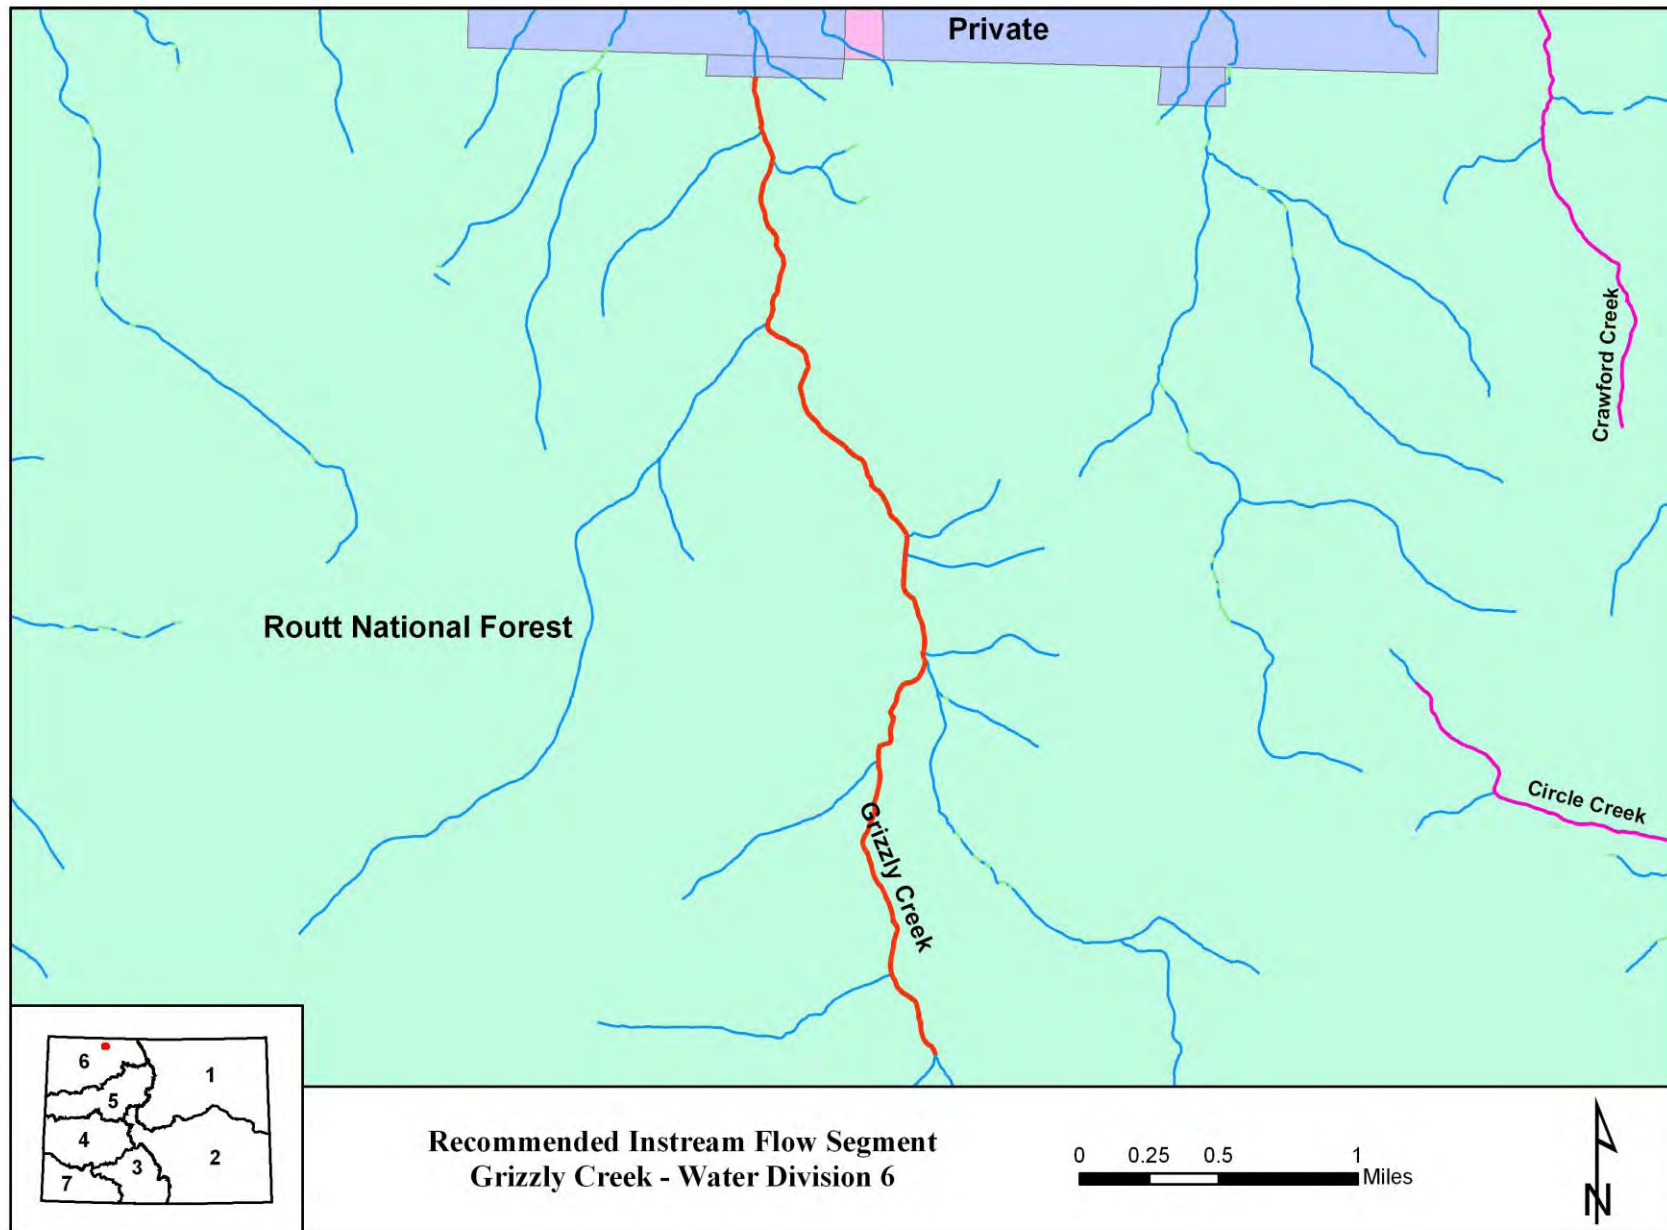 Private
Crawford Creek
Routt National Forest
Circle Creek
Grizzly Creek
6
1
5
4
2
3
7
Recommended Instream Flow Segment
Grizzly Creek - Water Division 6
0 0.25 0.5 1
Miles
N